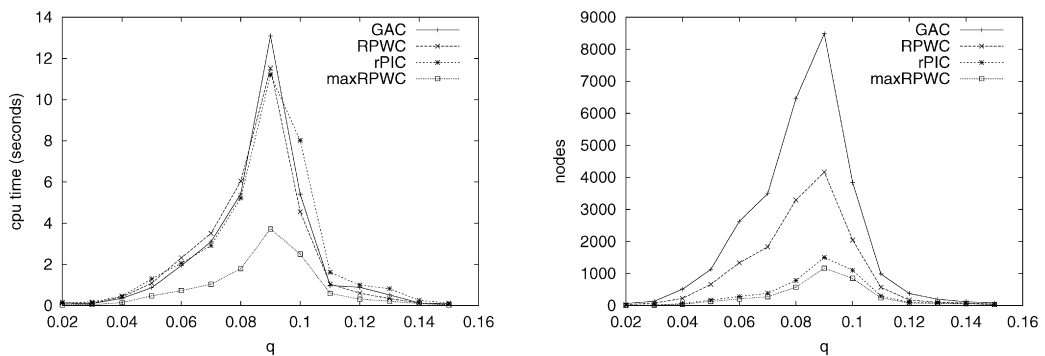 14
12
10
8
6
4
2
0
cpu time (seconds)
GAC
RPWC
rPIC
maxRPWC
0.02 0.04 0.06 0.08 0.1 0.12 0.14 0.16
q
9000
8000
7000
6000
5000
4000
3000
2000
1000
0
nodes
GAC
RPWC
rPIC
maxRPWC
0.02 0.04 0.06 0.08 0.1 0.12 0.14 0.16
q